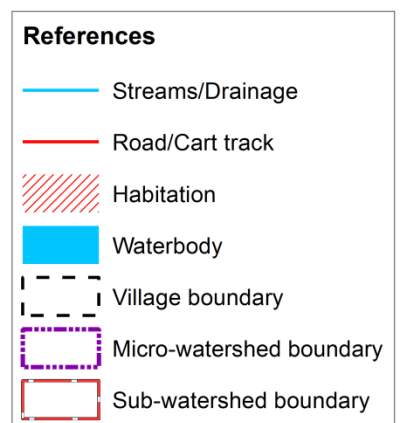 References
Streams/Drainage
Road/Cart track
Habitation
Waterbody
Village boundary
Micro-watershed boundary
Sub-watershed boundary